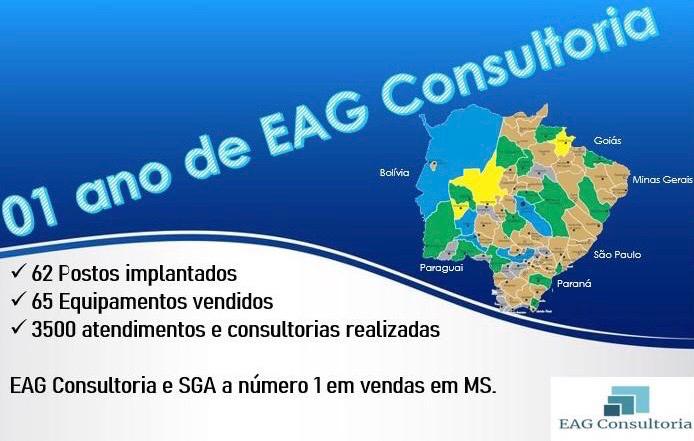 01 ano de EAG Consultoria
Goiás
Bolívia
Minas Gerais
São Paulo
Paraguai
Paraná
✓ 62 Postos implantados
✓ 65 Equipamentos vendidos
✓ 3500 atendimentos e consultorias realizadas
EAG Consultoria e SGA a número 1 em vendas em MS.
EAG Consultoria